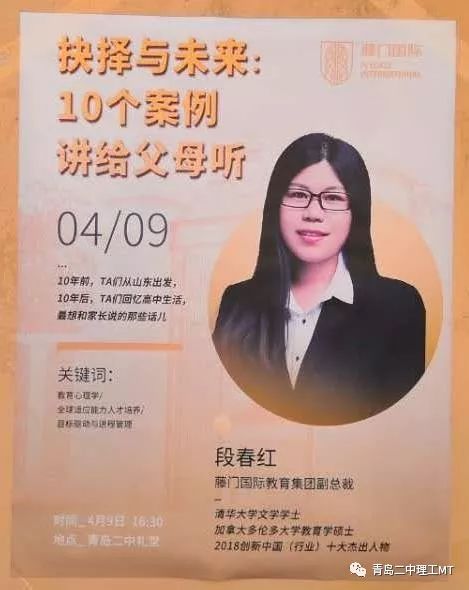 抉择与未来:
10个案例
讲给父母听
藤门国际
INTERNATIONAL
04/09
...
10年前，TA们从山东出发，
10年后，TA们回忆高中生活，
最想和家长说的那些话儿
关键词：
教育心理学/
全球适应能力人才培养/
目标驱动与进程管理
段春红
藤门国际教育集团副总裁
清华大学文学学士
加拿大多伦多大学教育学硕士
2018创新中国（行业）十大杰出人物
时间_ 4月9日 16:30
地点_ 青岛二中礼堂
青岛二中理工MT